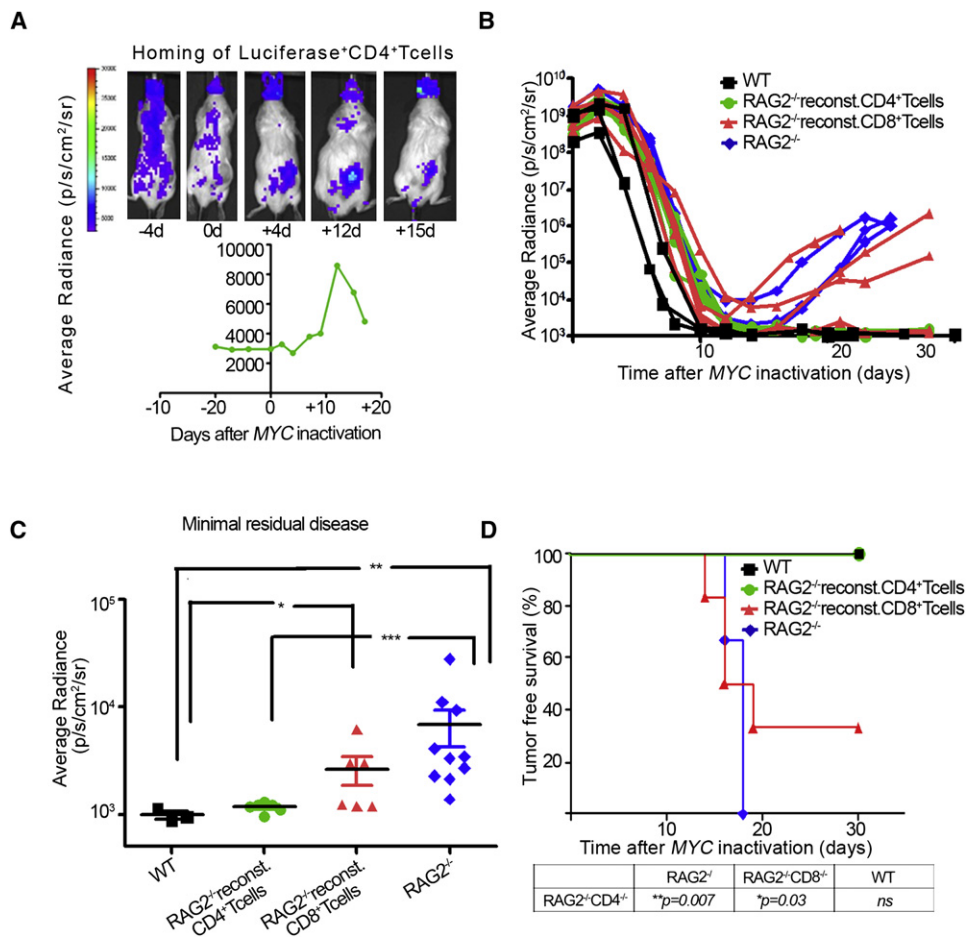 A
Homing of Luciferase⁺CD4⁺Tcells
30000
20000
10000
5000
3000
-4d 0d +4d +12d +15d
Average Radiance (p/s/cm²/sr)
10000
8000
6000
4000
2000
-10 -20 0 +10 +20
Days after MYC inactivation
B
WT
RAG2⁻/⁻reconst.CD4⁺Tcells
RAG2⁻/⁻reconst.CD8⁺Tcells
RAG2⁻/⁻
Average Radiance (p/s/cm²/sr)
10¹⁰
10⁹
10⁸
10⁷
10⁶
10⁵
10⁴
10³
10 20 30
Time after MYC inactivation (days)
C
Minimal residual disease
**
*
***
Average Radiance
(p/s/cm²/sr)
10⁵
10⁴
10³
WT
RAG2⁻/⁻reconst.
CD4⁺Tcells
RAG2⁻/⁻reconst.
CD8⁺Tcells
RAG2⁻/⁻
D
WT
RAG2⁻/⁻reconst.CD4⁺Tcells
RAG2⁻/⁻reconst.CD8⁺Tcells
RAG2⁻/⁻
Tumor free survival (%)
100
80
60
40
20
10 20 30
Time after MYC inactivation (days)
RAG2⁻/⁻ RAG2⁻/⁻CD8⁻/⁻ WT
RAG2⁻/⁻CD4⁻/⁻ **p=0.007 *p=0.03 ns